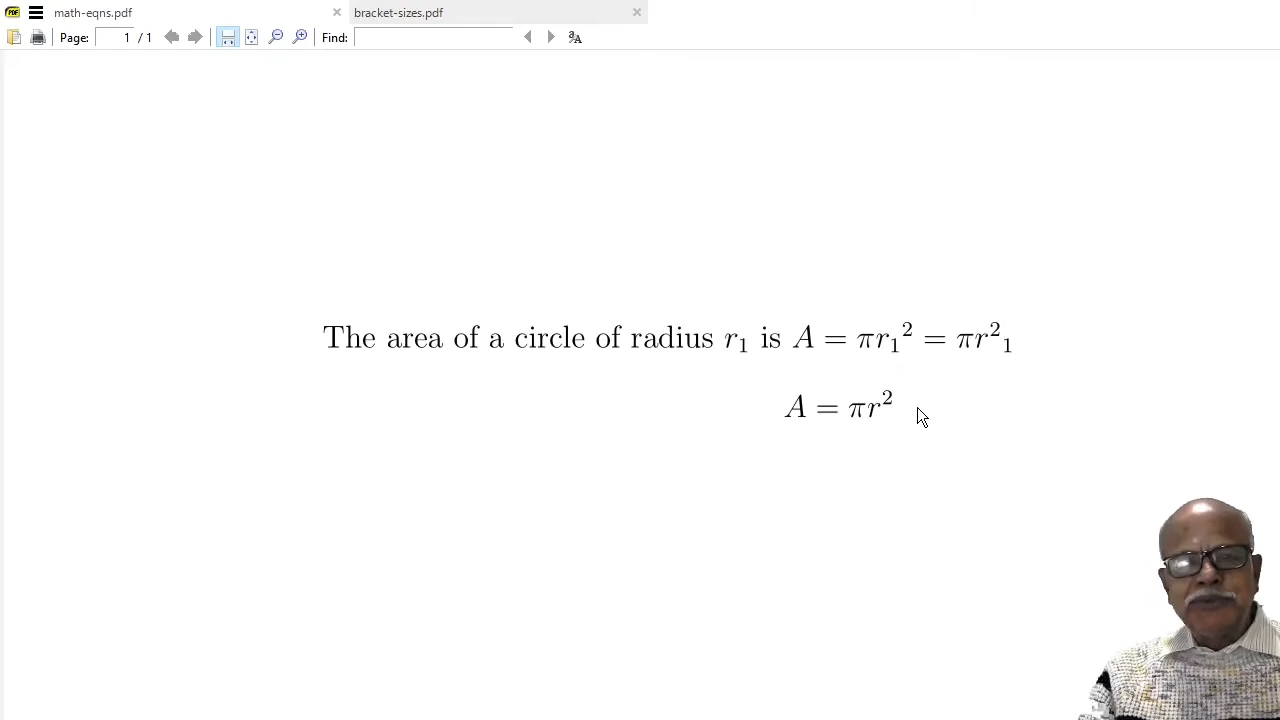 math-eqns.pdf bracket-sizes.pdf
PDF
Page: 1 / 1 Find:
The area of a circle of radius r₁ is A = πr₁² = πr²₁
A = πr²